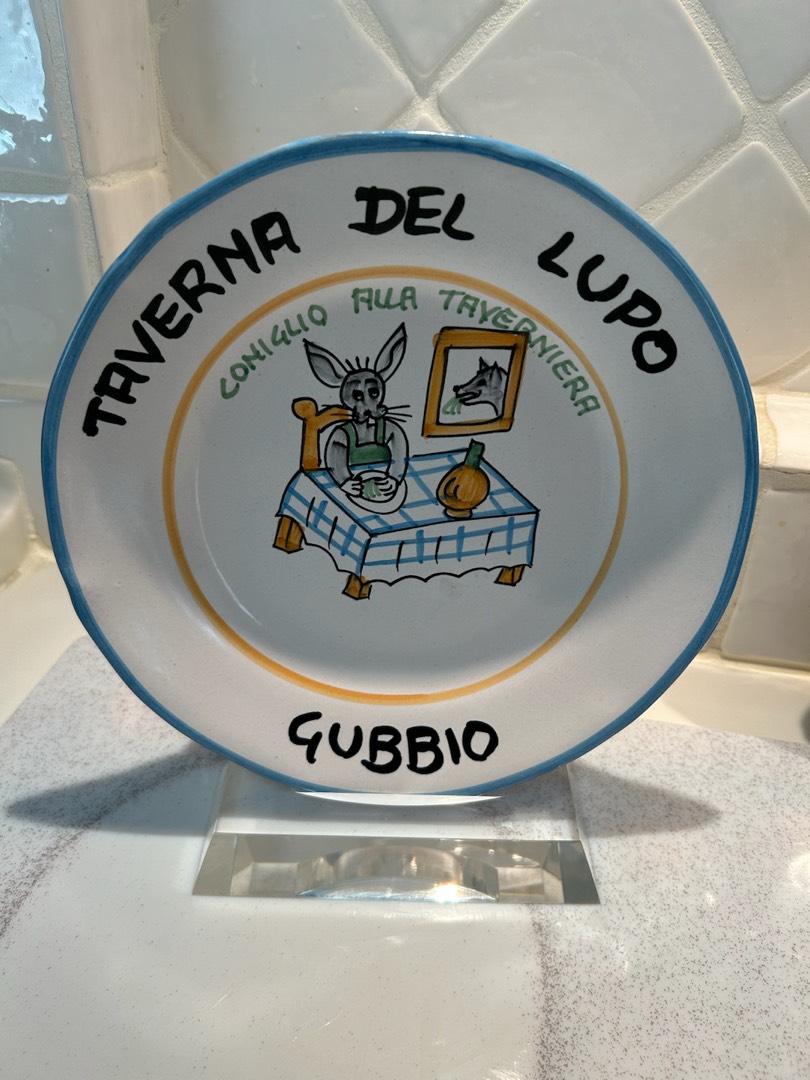 TAVERNA DEL LUPO
CONIGLIO ALLA TAVERNIERA
GUBBIO